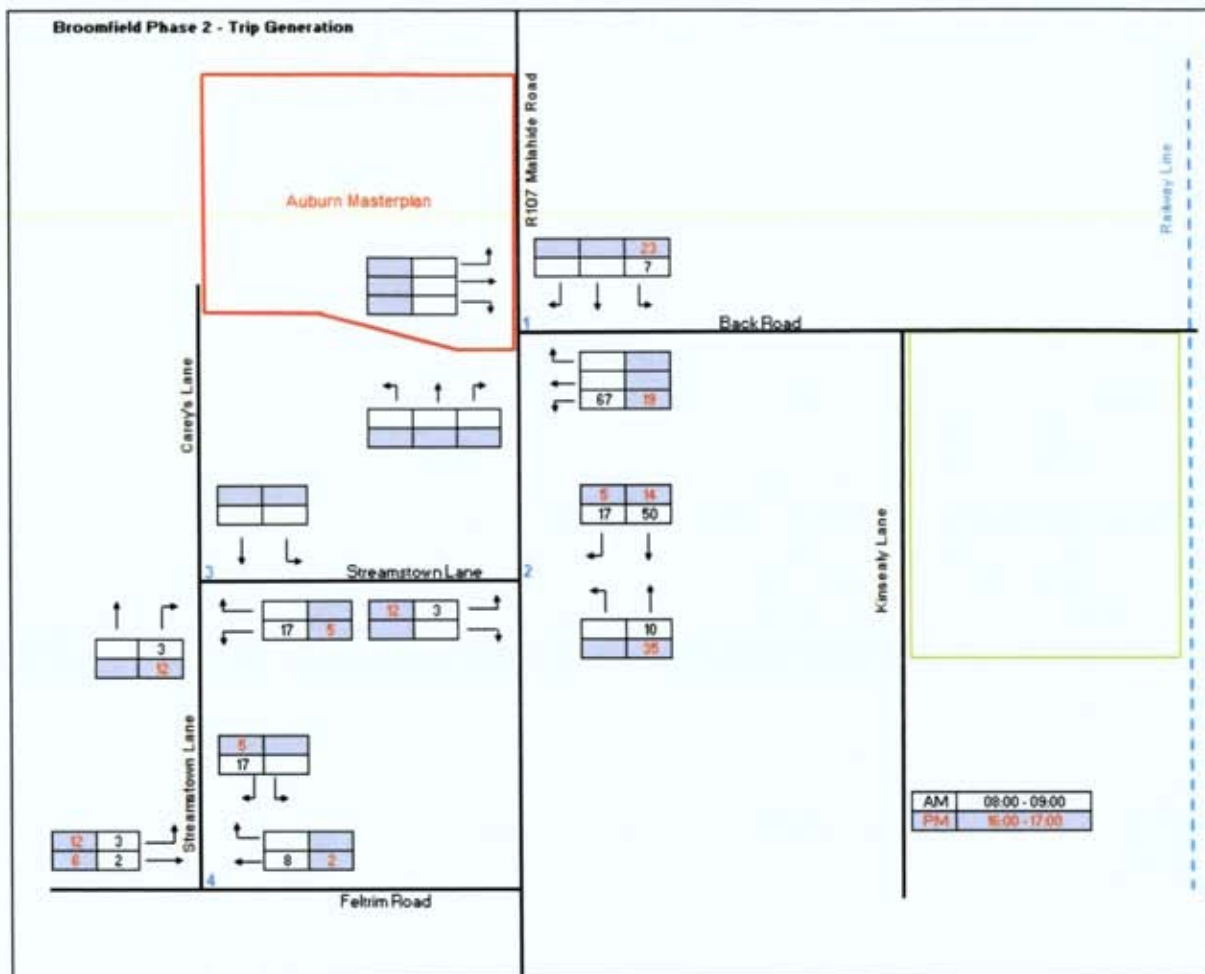 Broomfield Phase 2 - Trip Generation
R107 Malahide Road
Railway Line
Auburn Masterplan
23
7
1
Back Road
Carey's Lane
67 19
5 14
17 50
Kinsealy Lane
3
Streamstown Lane
2
17 5
12 3
10
35
3
12
Streamstown Lane
5
17
AM 08:00 - 09:00
PM 16:00 - 17:00
12 3
6 2
8 2
4
Feltrim Road